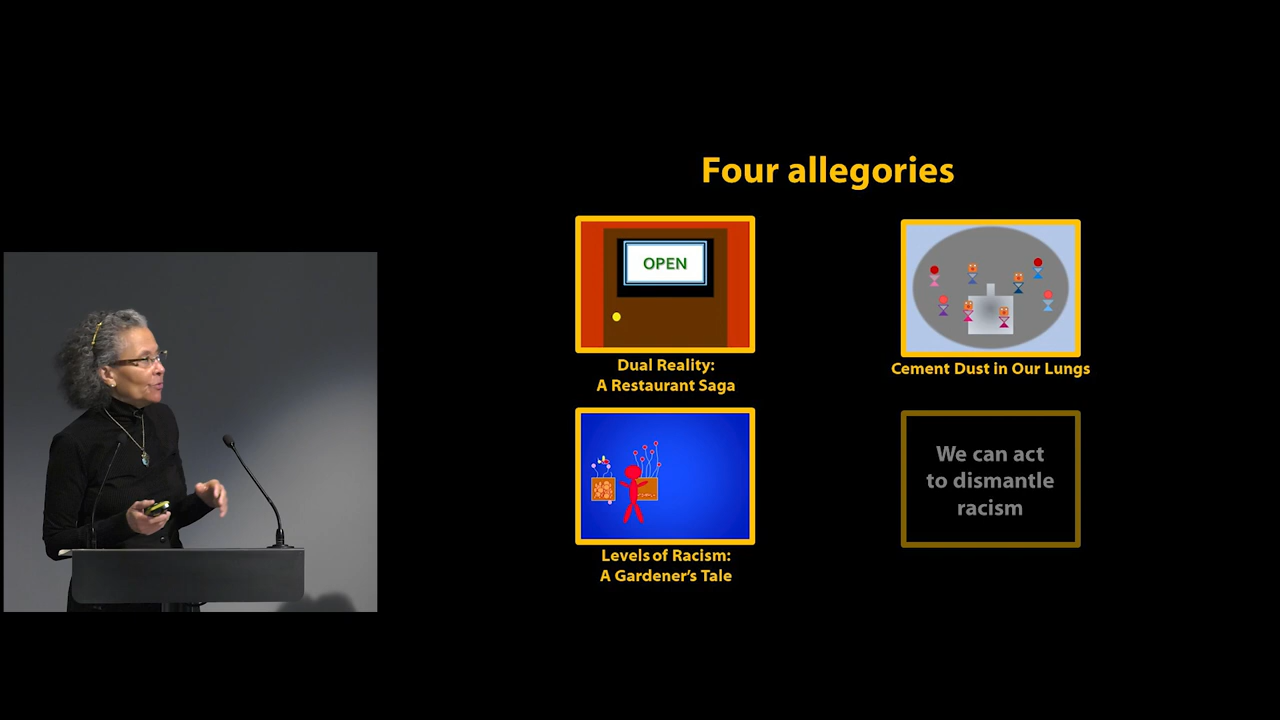 Four allegories
OPEN
Dual Reality:
A Restaurant Saga
Cement Dust in Our Lungs
Levels of Racism:
A Gardener's Tale
We can act
to dismantle
racism